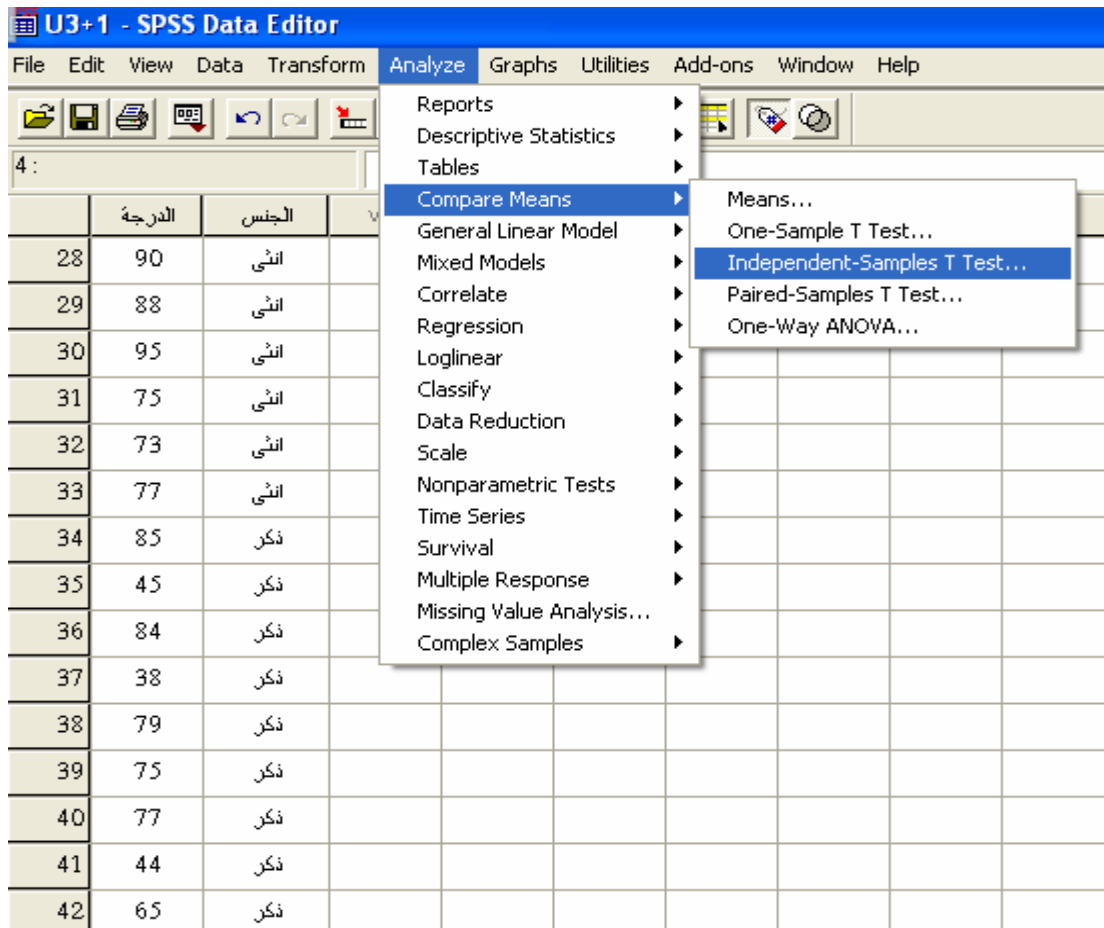 U3+1 - SPSS Data Editor
File Edit View Data Transform Analyze Graphs Utilities Add-ons Window Help
4 :
الدرجة الجنس
28 90 انثى
29 88 انثى
30 95 انثى
31 75 انثى
32 73 انثى
33 77 انثى
34 85 ذكر
35 45 ذكر
36 84 ذكر
37 38 ذكر
38 79 ذكر
39 75 ذكر
40 77 ذكر
41 44 ذكر
42 65 ذكر
Reports
Descriptive Statistics
Tables
Compare Means
General Linear Model
Mixed Models
Correlate
Regression
Loglinear
Classify
Data Reduction
Scale
Nonparametric Tests
Time Series
Survival
Multiple Response
Missing Value Analysis...
Complex Samples
Means...
One-Sample T Test...
Independent-Samples T Test...
Paired-Samples T Test...
One-Way ANOVA...